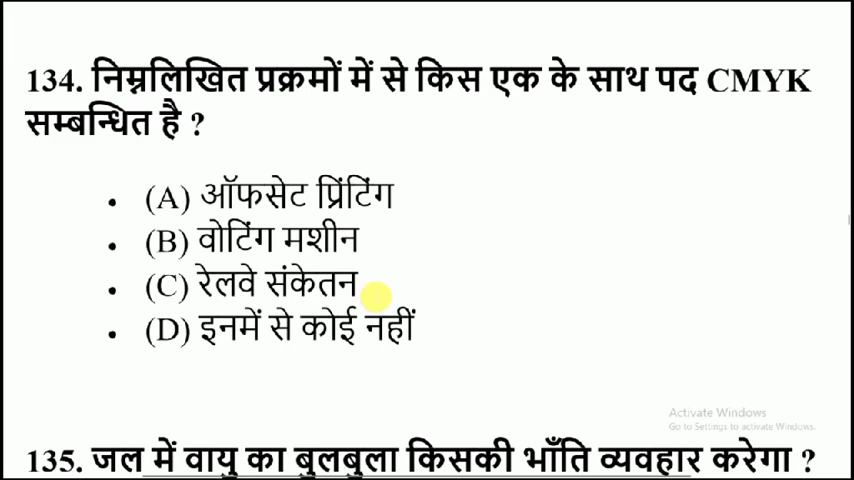 134. निम्नलिखित प्रक्रमों में से किस एक के साथ पद CMYK
सम्बन्धित है ?
• (A) ऑफसेट प्रिंटिंग
• (B) वोटिंग मशीन
• (C) रेलवे संकेतन
• (D) इनमें से कोई नहीं
Activate Windows
Go to Settings to activate Windows.
135. जल में वायु का बुलबुला किसकी भाँति व्यवहार करेगा ?